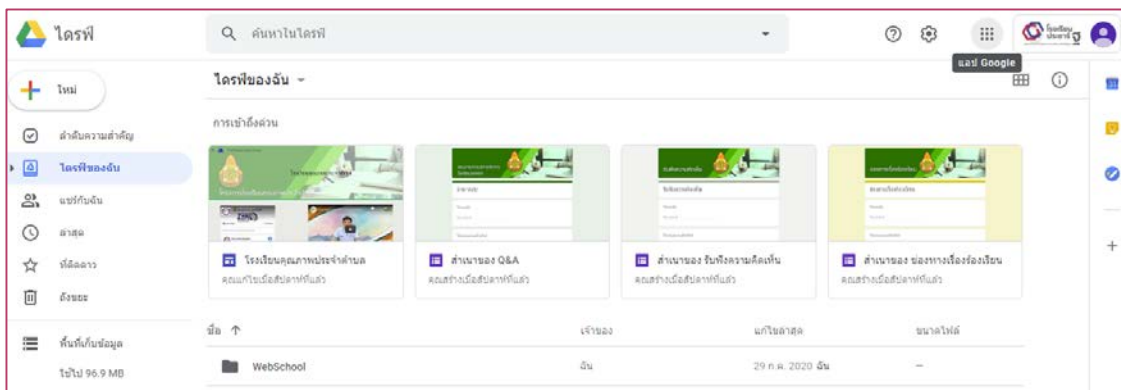 ไดรฟ์
ค้นหาในไดรฟ์
โรงเรียน
ประชารัฐ
แอป Google
ใหม่
ไดรฟ์ของฉัน
ลำดับความสำคัญ
ไดรฟ์ของฉัน
แชร์กับฉัน
ล่าสุด
ที่ติดดาว
ถังขยะ
พื้นที่เก็บข้อมูล
ใช้ไป 96.9 MB
การเข้าถึงด่วน
โรงเรียนคุณภาพประจำตำบล
คุณแก้ไขเมื่อสัปดาห์ที่แล้ว
สำเนาของ Q&A
คุณสร้างเมื่อสัปดาห์ที่แล้ว
สำเนาของ รับฟังความคิดเห็น
คุณสร้างเมื่อสัปดาห์ที่แล้ว
สำเนาของ ช่องทางเรื่องร้องเรียน
คุณสร้างเมื่อสัปดาห์ที่แล้ว
ชื่อ เจ้าของ แก้ไขล่าสุด ขนาดไฟล์
WebSchool ฉัน 29 ก.ค. 2020 ฉัน –